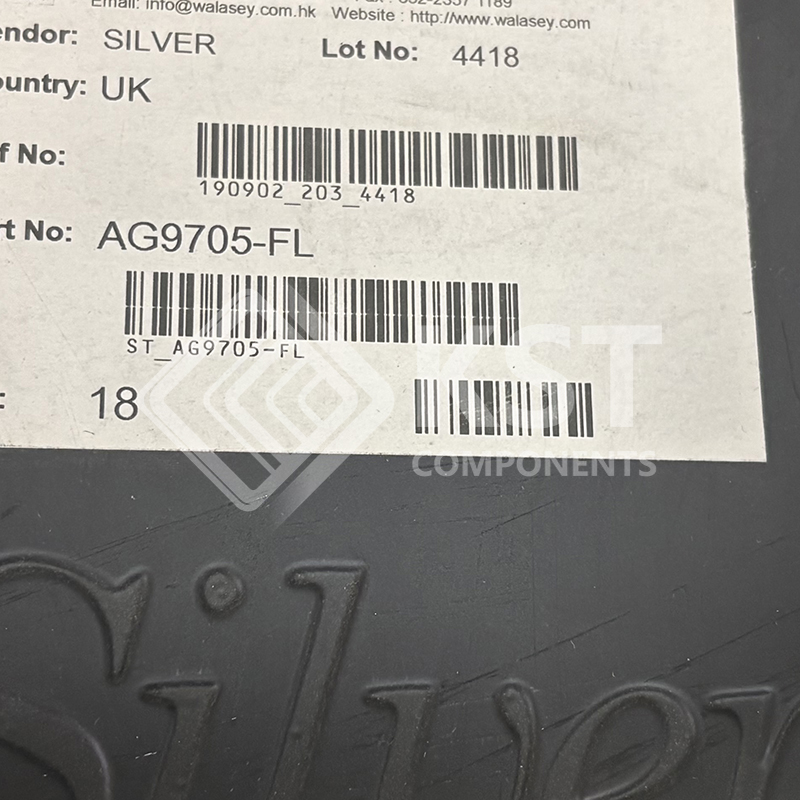 Email: info@walasey.com.hk Website : http://www.walasey.com
endor: SILVER Lot No: 4418
ountry: UK
f No:
190902_203_4418
rt No: AG9705-FL
ST_AG9705-FL
: 18
KST
COMPONENTS
Silver